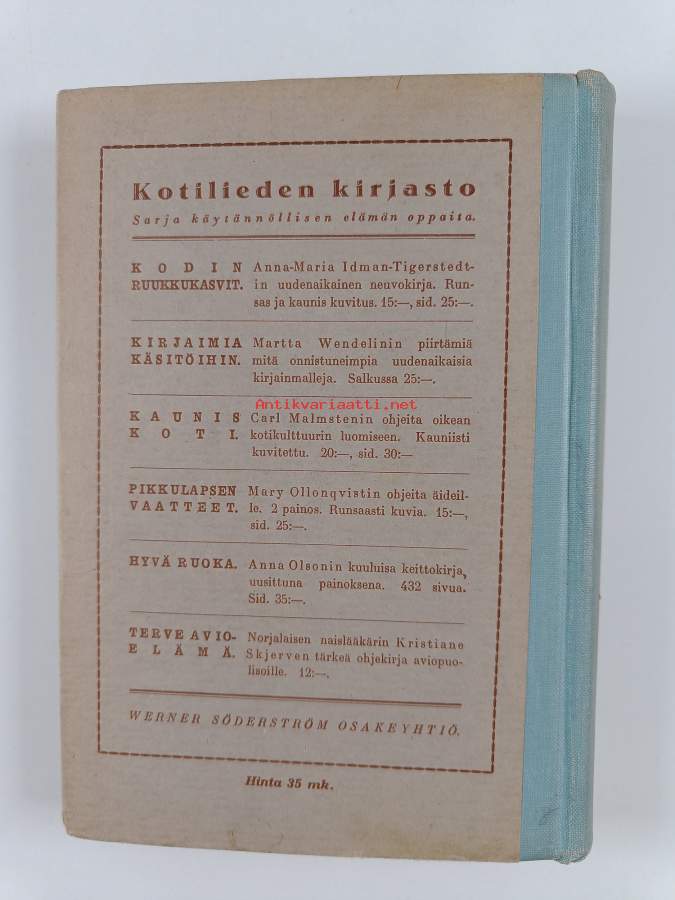 Kotilieden kirjasto
Sarja käytännöllisen elämän oppaita.
KODIN Anna-Maria Idman-Tigerstedt-
RUUKKUKASVIT. in uudenaikainen neuvokirja. Run-
sas ja kaunis kuvitus. 15:—, sid. 25:—.
KIRJAIMIA Martta Wendelinin piirtämiä
KÄSITÖIHIN. mitä onnistuneimpia uudenaikaisia
kirjainmalleja. Salkussa 25:—.
Antikvariaatti.net
KAUNIS Carl Malmstenin ohjeita oikean
KOTI. kotikulttuurin luomiseen. Kauniisti
kuvitettu. 20:—, sid. 30:—
PIKKULAPSEN Mary Ollonqvistin ohjeita äideil-
VAATTEET. le. 2 painos. Runsaasti kuvia. 15:—,
sid. 25:—.
HYVÄ RUOKA. Anna Olsonin kuuluisa keittokirja,
uusittuna painoksena. 432 sivua.
Sid. 35:—.
TERVE AVIO- Norjalaisen naislääkärin Kristiane
ELÄMÄ. Skjerven tärkeä ohjekirja aviopuo-
lisoille. 12:—.
WERNER SÖDERSTRÖM OSAKEYHTIÖ.
Hinta 35 mk.